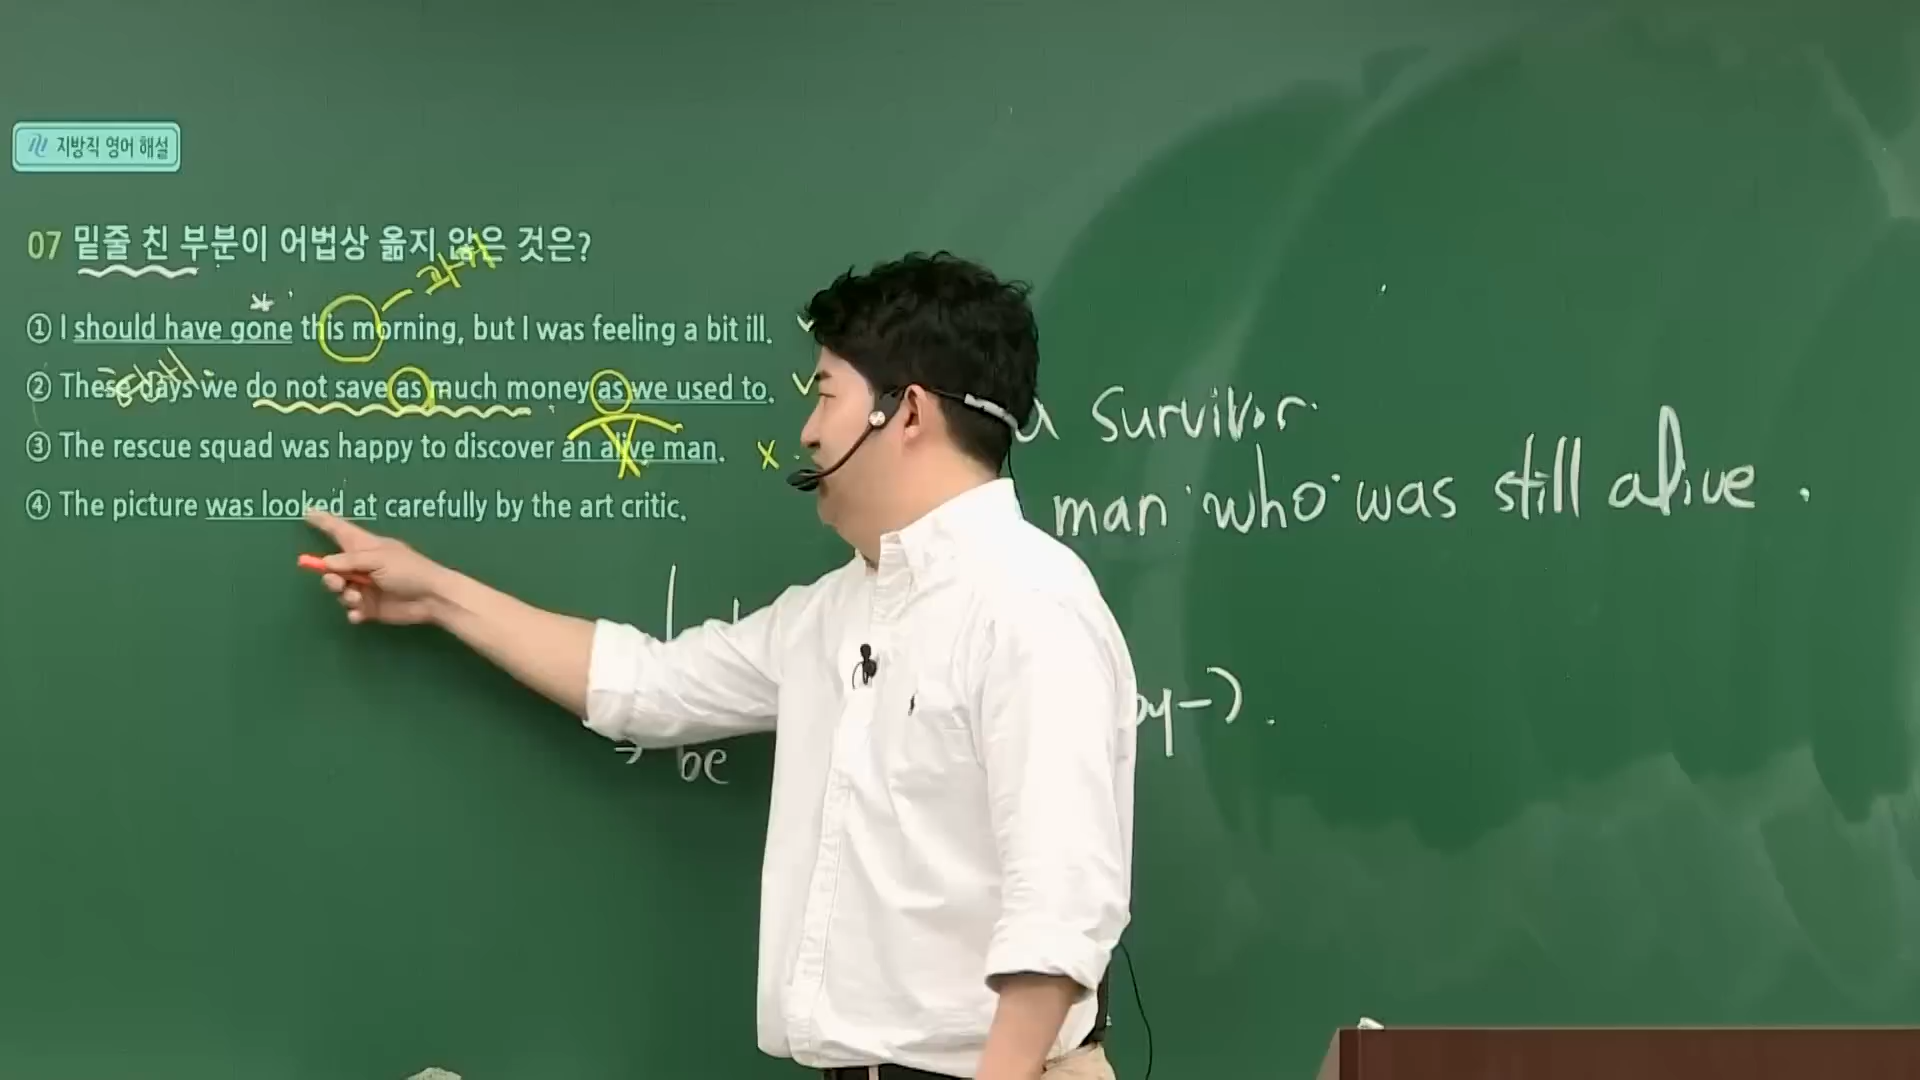 지방직 영어 해설
07 밑줄 친 부분이 어법상 옳지 않은 것은?
과거
① I should have gone this morning, but I was feeling a bit ill.
② These days we do not save as much money as we used to.
③ The rescue squad was happy to discover an alive man. x
④ The picture was looked at carefully by the art critic.
a survivor.
man who was still alive.
by-).
→ be